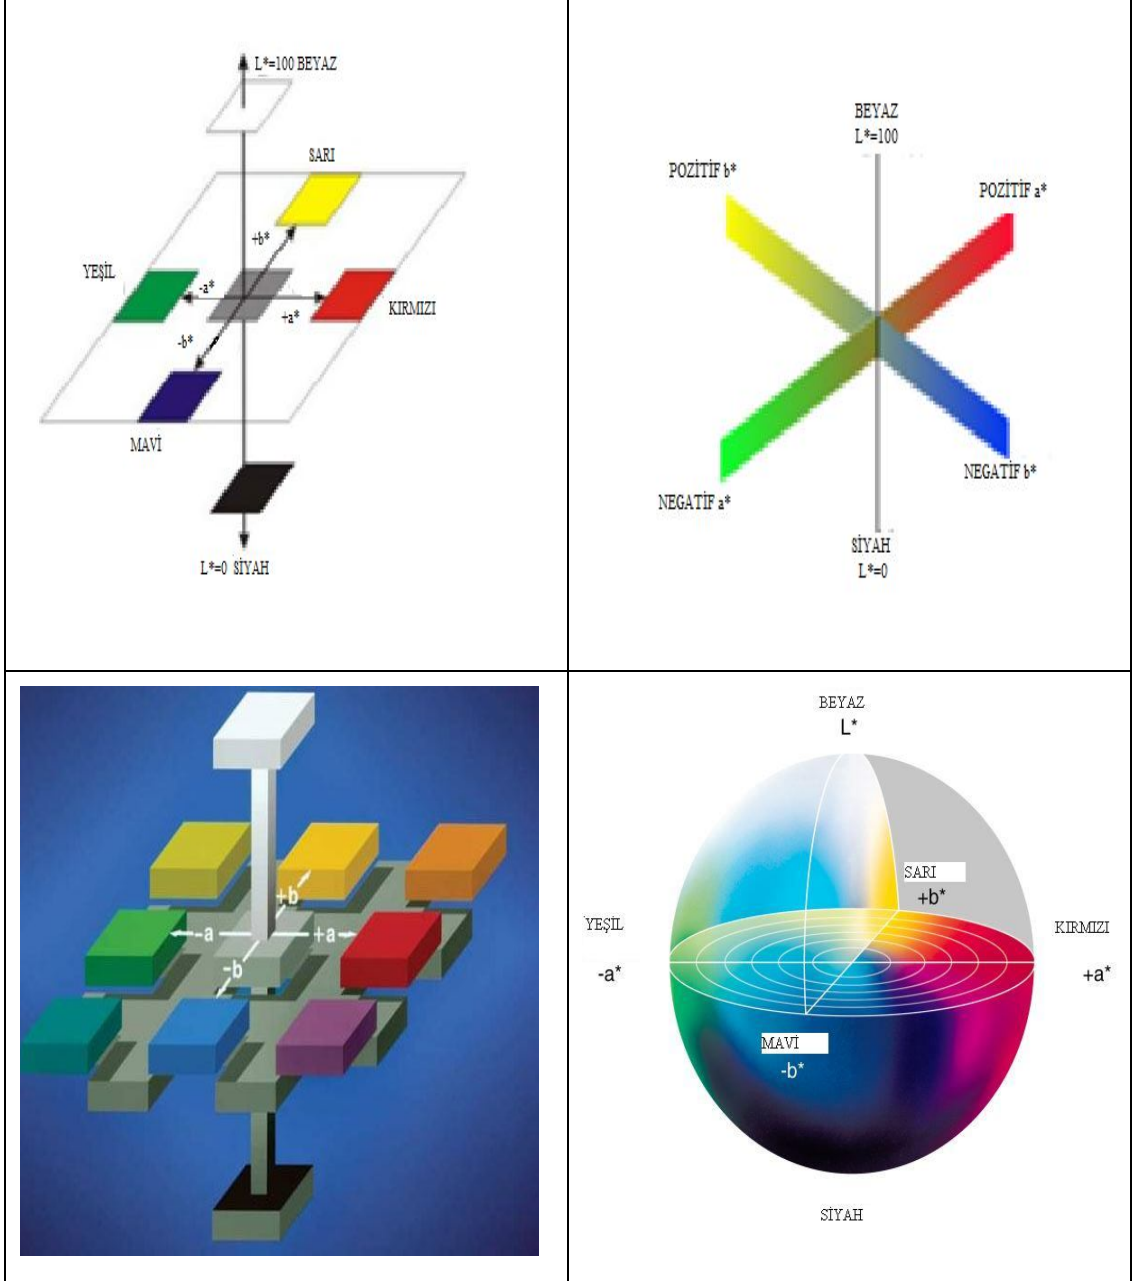 L*=100 BEYAZ
SARI
+b*
YEŞİL
-a*
+a*
KIRMIZI
-b*
MAVİ
L*=0 SİYAH
BEYAZ
L*=100
POZİTİF b*
POZİTİF a*
NEGATİF b*
NEGATİF a*
SİYAH
L*=0
+b
-a
+a
-b
BEYAZ
L*
SARI
+b*
YEŞİL
KIRMIZI
-a*
+a*
MAVİ
-b*
SİYAH